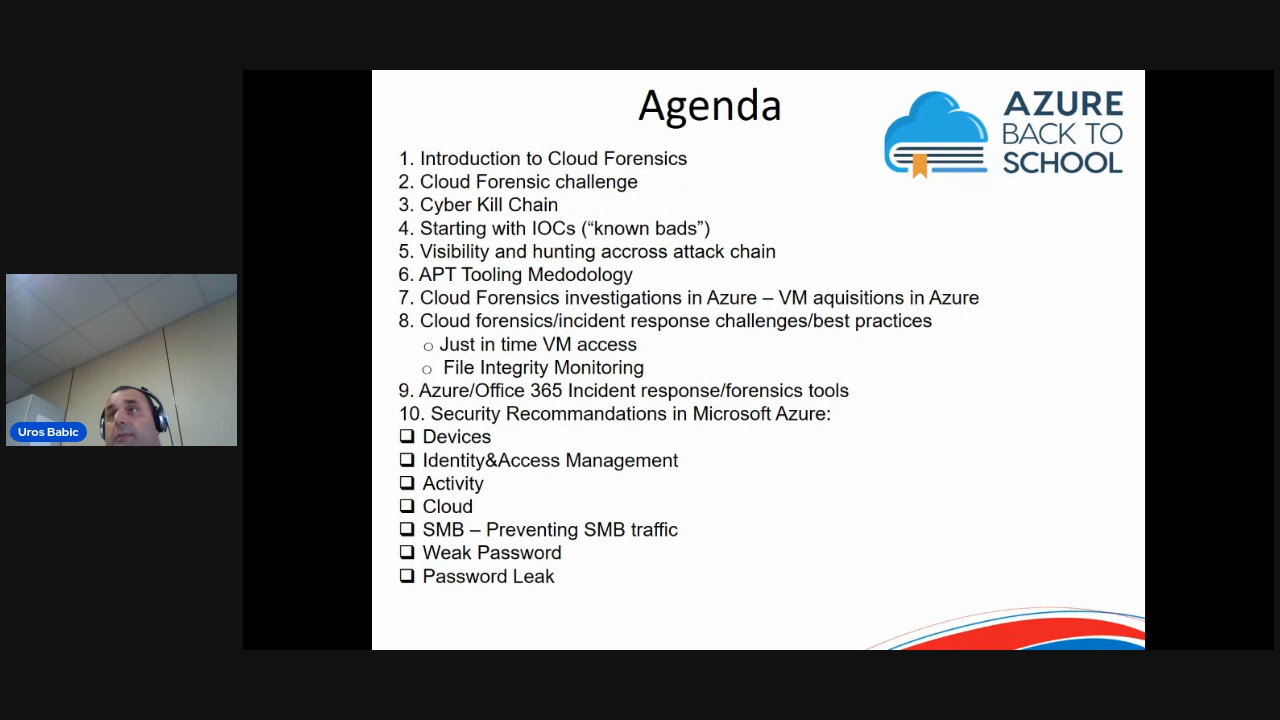 Agenda
AZURE
BACK TO
SCHOOL
1. Introduction to Cloud Forensics
2. Cloud Forensic challenge
3. Cyber Kill Chain
4. Starting with IOCs (“known bads”)
5. Visibility and hunting accross attack chain
6. APT Tooling Medodology
7. Cloud Forensics investigations in Azure – VM aquisitions in Azure
8. Cloud forensics/incident response challenges/best practices
o Just in time VM access
o File Integrity Monitoring
9. Azure/Office 365 Incident response/forensics tools
10. Security Recommandations in Microsoft Azure:
❑ Devices
❑ Identity&Access Management
❑ Activity
❑ Cloud
❑ SMB – Preventing SMB traffic
❑ Weak Password
❑ Password Leak
Uros Babic